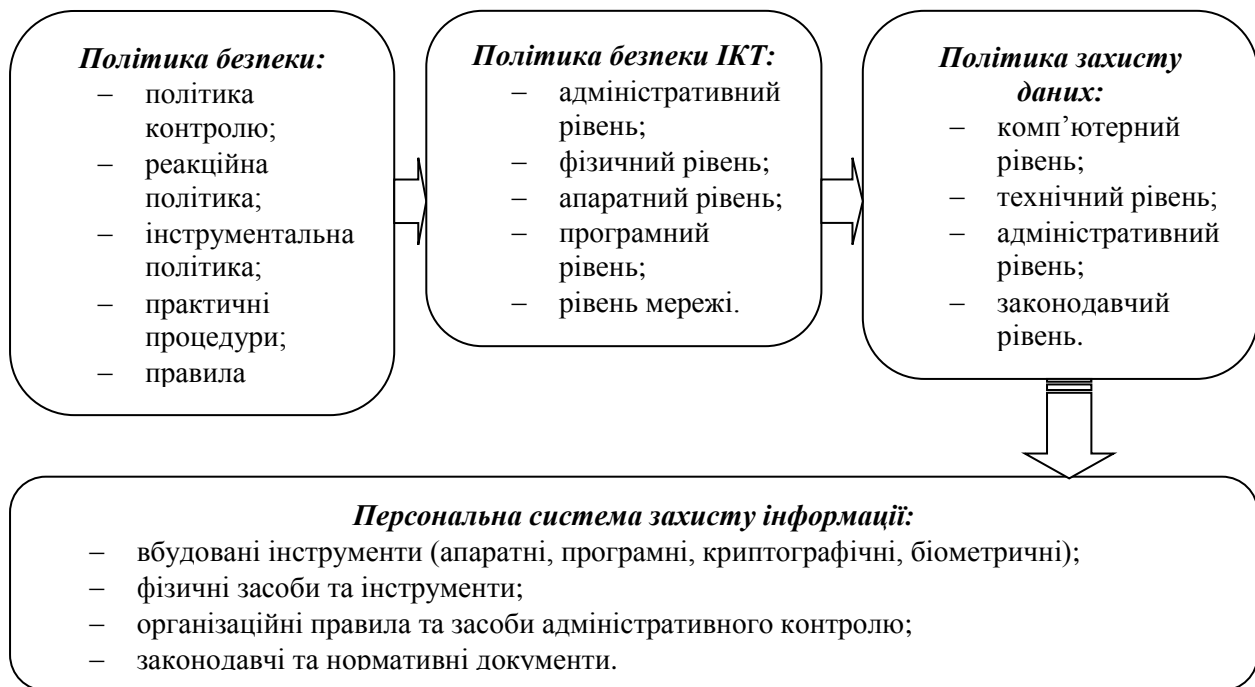 Політика безпеки:
– політика
контролю;
– реакційна
політика;
– інструментальна
політика;
– практичні
процедури;
– правила
Політика безпеки ІКТ:
– адміністративний
рівень;
– фізичний рівень;
– апаратний рівень;
– програмний
рівень;
– рівень мережі.
Політика захисту
даних:
– комп’ютерний
рівень;
– технічний рівень;
– адміністративний
рівень;
– законодавчий
рівень.
Персональна система захисту інформації:
– вбудовані інструменти (апаратні, програмні, криптографічні, біометричні);
– фізичні засоби та інструменти;
– організаційні правила та засоби адміністративного контролю;
– законодавчі та нормативні документи.